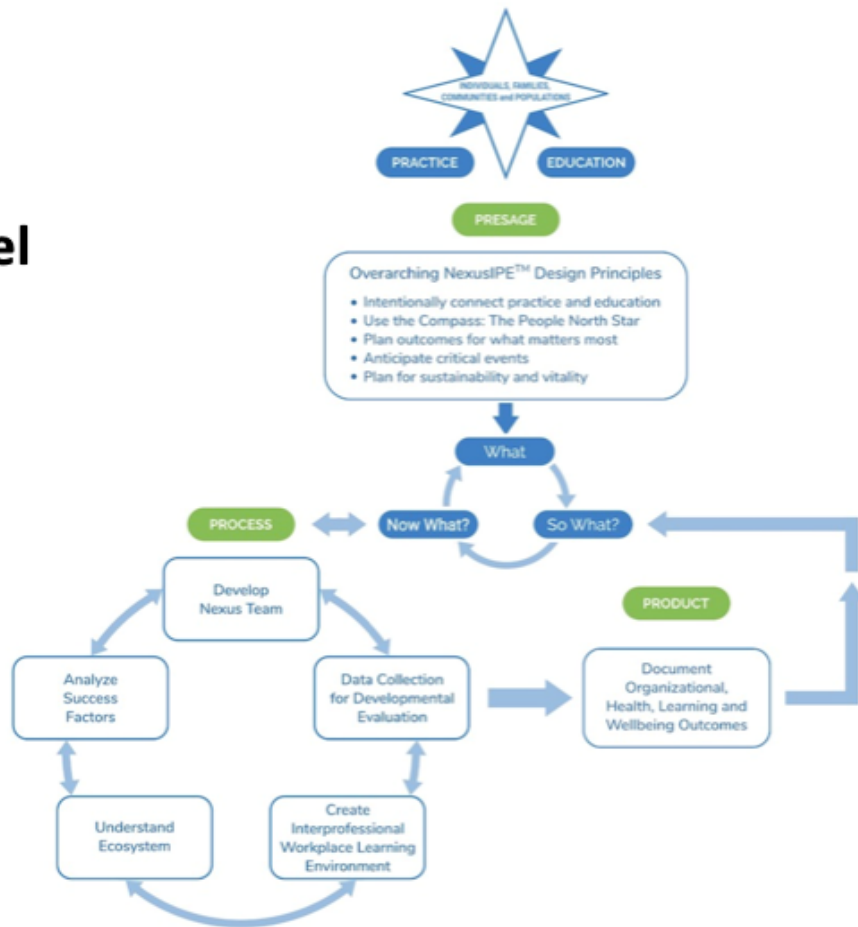 INDIVIDUALS, FAMILIES,
COMMUNITIES and POPULATIONS
PRACTICE
EDUCATION
PRESAGE
el
Overarching NexusIPE™ Design Principles
• Intentionally connect practice and education
• Use the Compass: The People North Star
• Plan outcomes for what matters most
• Anticipate critical events
• Plan for sustainability and vitality
What
PROCESS
Now What?
So What?
Develop
Nexus Team
PRODUCT
Analyze
Success
Factors
Data Collection
for Developmental
Evaluation
Document
Organizational,
Health, Learning and
Wellbeing Outcomes
Understand
Ecosystem
Create
Interprofessional
Workplace Learning
Environment